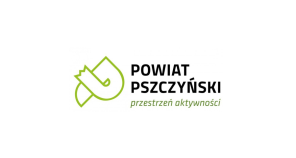 POWIAT
PSZCZYŃSKI
przestrzeń aktywności